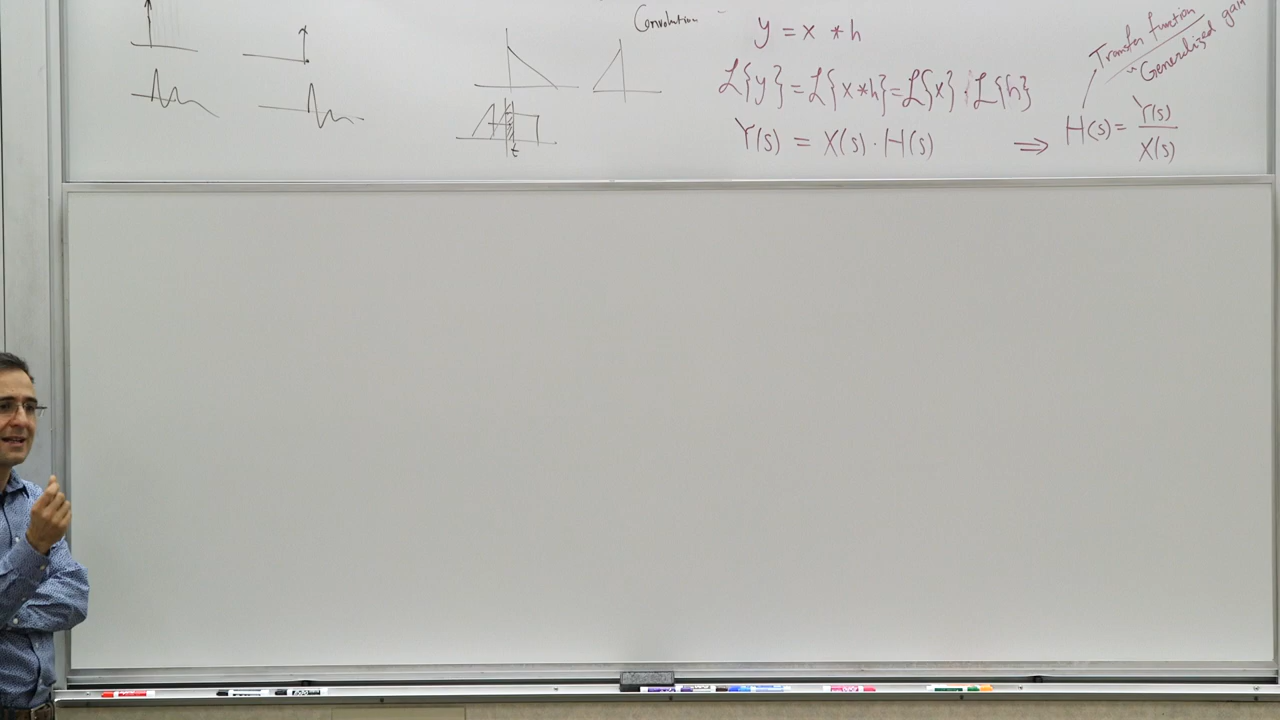 Convolution
y = x * h
ℒ{y} = ℒ{x*h} = ℒ{x} · ℒ{h}
Y(s) = X(s) · H(s) ⇒ H(s) = Y(s)/X(s)
Transfer function
"Generalized gain
t